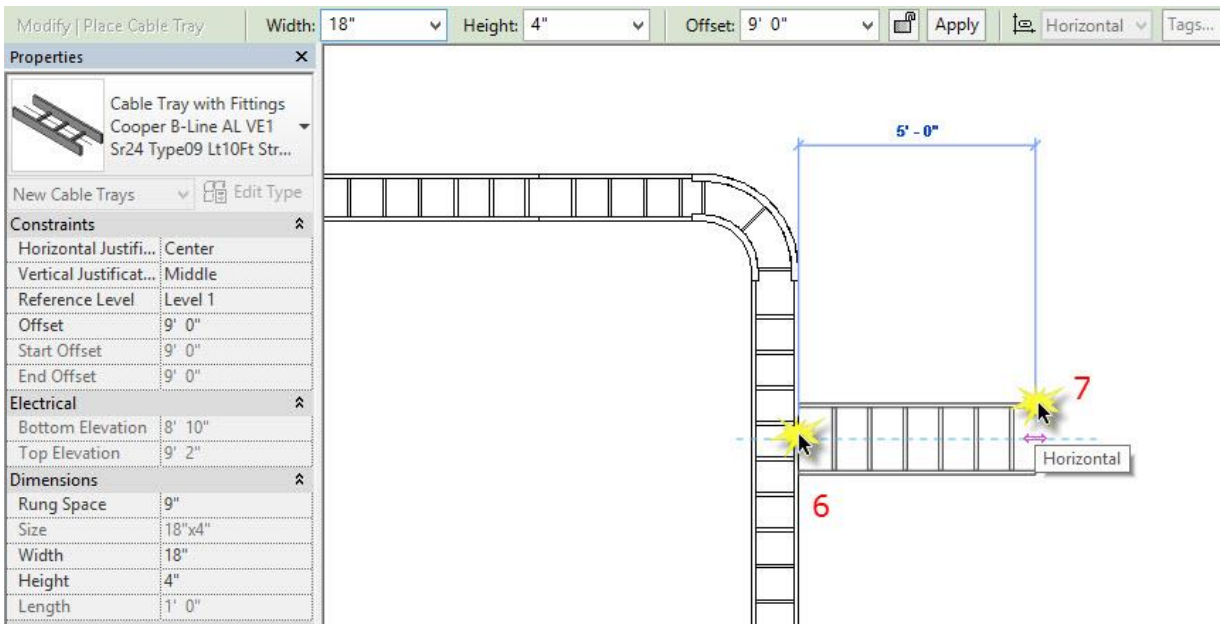 Modify | Place Cable Tray Width: 18" Height: 4" Offset: 9' 0" Apply Horizontal Tags...
Properties
Cable Tray with Fittings
Cooper B-Line AL VE1
Sr24 Type09 Lt10Ft Str...
New Cable Trays Edit Type
Constraints
Horizontal Justifi... Center
Vertical Justificat... Middle
Reference Level Level 1
Offset 9' 0"
Start Offset 9' 0"
End Offset 9' 0"
Electrical
Bottom Elevation 8' 10"
Top Elevation 9' 2"
Dimensions
Rung Space 9"
Size 18"x4"
Width 18"
Height 4"
Length 1' 0"
5' - 0"
7
Horizontal
6